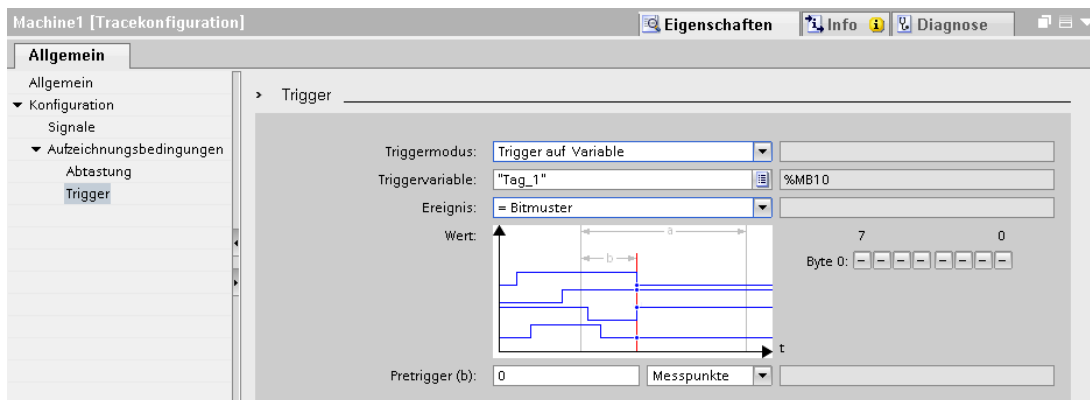 Machine1 [Tracekonfiguration]
Eigenschaften Info Diagnose
Allgemein
Allgemein
Konfiguration
Signale
Aufzeichnungsbedingungen
Abtastung
Trigger
Trigger
Triggermodus: Trigger auf Variable
Triggervariable: "Tag_1" %MB10
Ereignis: = Bitmuster
Wert: a 7 0
b Byte 0: - - - - - - - -
t
Pretrigger (b): 0 Messpunkte